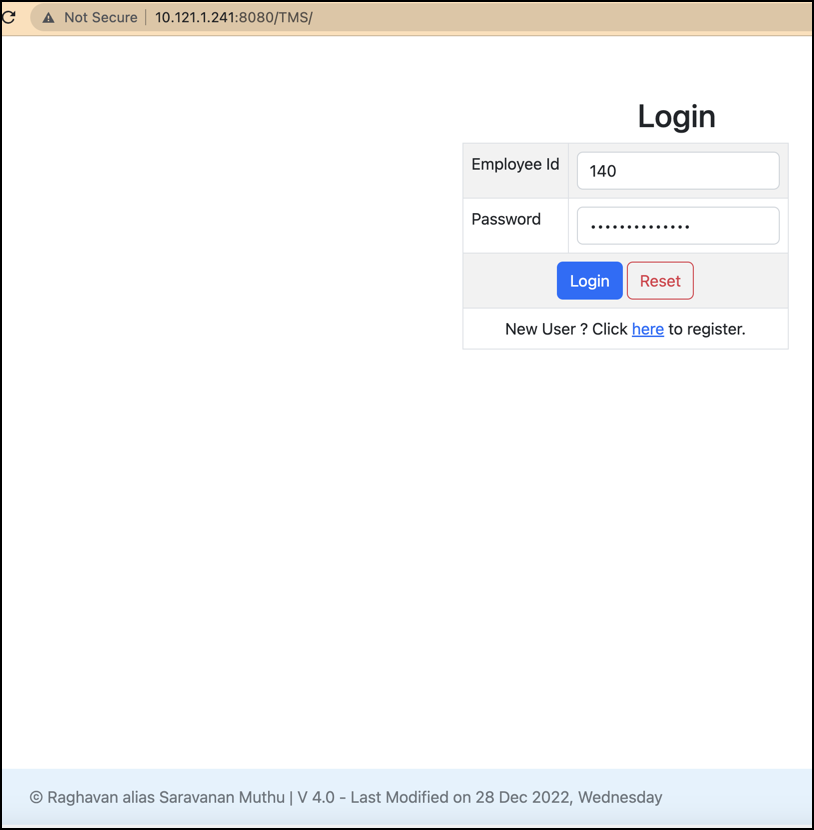 Not Secure 10.121.1.241:8080/TMS/
Login
Employee Id 140
Password ••••••••••••••
Login Reset
New User ? Click here to register.
© Raghavan alias Saravanan Muthu | V 4.0 - Last Modified on 28 Dec 2022, Wednesday